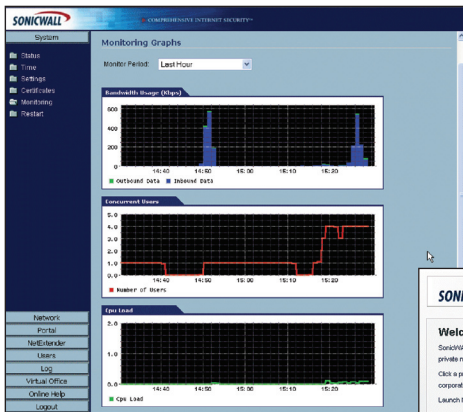 SONICWALL
COMPREHENSIVE INTERNET SECURITY™
System
Status
Time
Settings
Certificates
Monitoring
Restart
Network
Portal
NetExtender
Users
Log
Virtual Office
Online Help
Logout
Monitoring Graphs
Monitor Period: Last Hour
Bandwidth Usage (Kbps)
600
400
200
0
14:40 14:50 15:00 15:10 15:20
Outbound Data Inbound Data
Concurrent Users
5.0
4.0
3.0
2.0
1.0
0.0
14:40 14:50 15:00 15:10 15:20
Number of Users
Cpu Load
2.0
1.0
0.0
14:40 14:50 15:00 15:10 15:20
Cpu Load
SONI
Welc
SonicWA
private n
Click a p
corporat
Launch